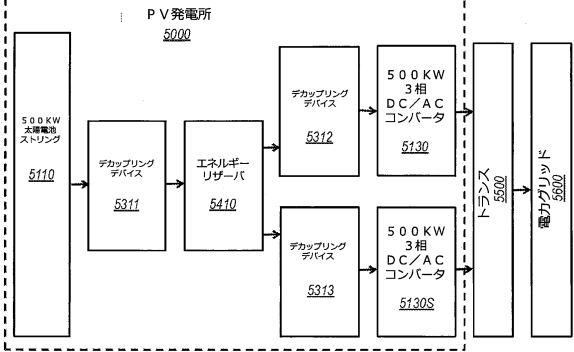 PV発電所
5000
500KW
太陽電池
ストリング
5110
デカップリング
デバイス
5311
エネルギー
リザーバ
5410
デカップリング
デバイス
5312
500KW
3相
DC/AC
コンバータ
5130
デカップリング
デバイス
5313
500KW
3相
DC/AC
コンバータ
5130S
トランス
5500
電力グリッド
5600